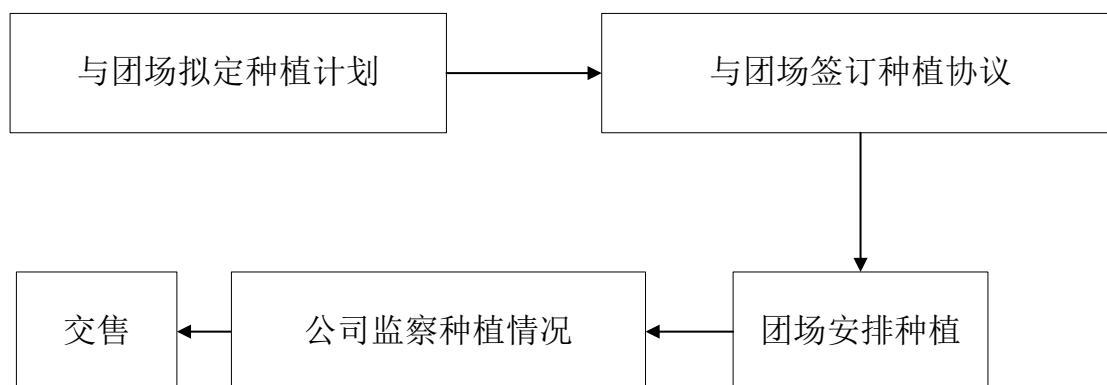 与团场拟定种植计划
与团场签订种植协议
团场安排种植
公司监察种植情况
交售